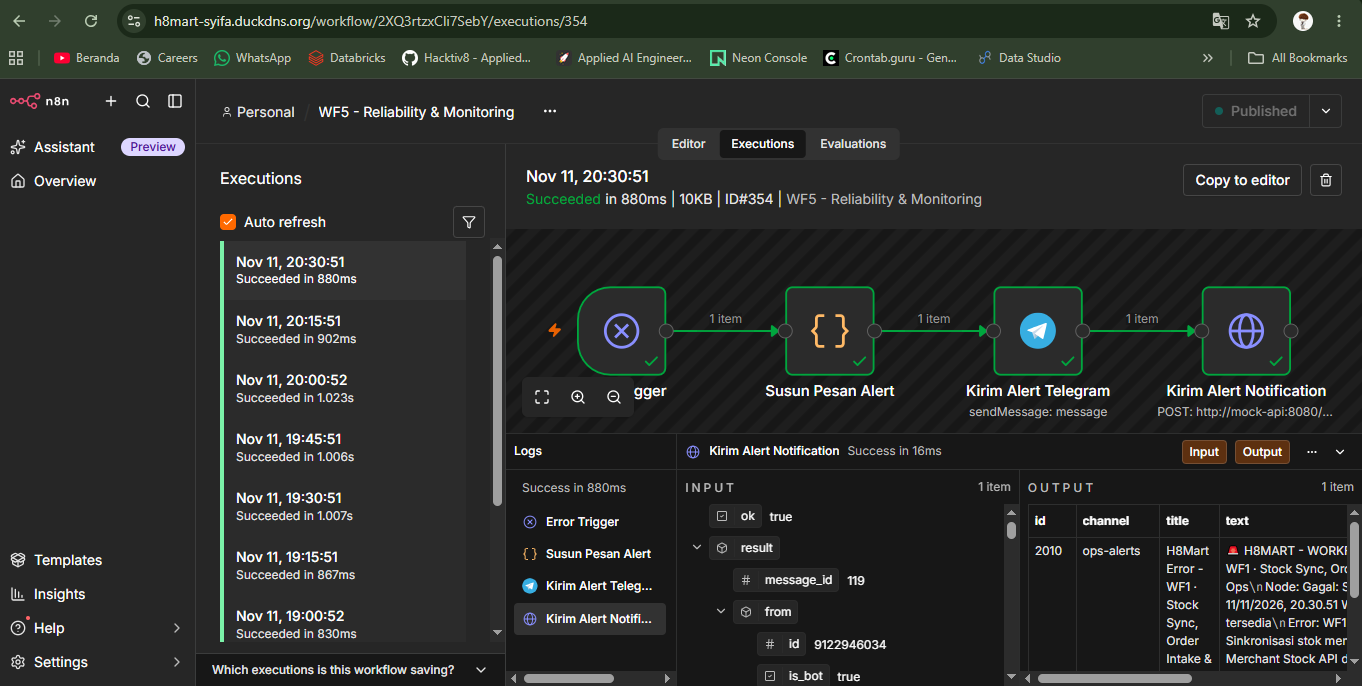 h8mart-syifa.duckdns.org/workflow/2XQ3rtzxCli7SebY/executions/354
Beranda Careers WhatsApp Databricks Hacktiv8 - Applied... Applied AI Engineer... Neon Console Crontab.guru - Gen... Data Studio » All Bookmarks
n8n
Personal / WF5 - Reliability & Monitoring ...
Published
Assistant Preview
Overview
Editor Executions Evaluations
Executions
Auto refresh
Nov 11, 20:30:51
Succeeded in 880ms
Nov 11, 20:15:51
Succeeded in 902ms
Nov 11, 20:00:52
Succeeded in 1.023s
Nov 11, 19:45:51
Succeeded in 1.006s
Nov 11, 19:30:51
Succeeded in 1.007s
Nov 11, 19:15:51
Succeeded in 867ms
Nov 11, 19:00:52
Succeeded in 830ms
Which executions is this workflow saving?
Templates
Insights
Help
Settings
Nov 11, 20:30:51
Succeeded in 880ms | 10KB | ID#354 | WF5 - Reliability & Monitoring
Copy to editor
1 item 1 item 1 item
gger Susun Pesan Alert Kirim Alert Telegram Kirim Alert Notification
sendMessage: message POST: http://mock-api:8080/...
Logs
Success in 880ms
Error Trigger
Susun Pesan Alert
Kirim Alert Teleg...
Kirim Alert Notifi...
Kirim Alert Notification Success in 16ms
Input Output ...
INPUT 1 item
ok true
result
# message_id 119
from
# id 9122946034
is_bot true
OUTPUT 1 item
id channel title text
2010 ops-alerts
H8Mart
Error -
WF1 ·
Stock
Sync,
Order
Intake &
🚨 H8MART - WORKF
WF1 · Stock Sync, Ord
Ops\n Node: Gagal: S
11/11/2026, 20.30.51 W
tersedia\n Error: WF1
Sinkronisasi stok mer
Merchant Stock API d